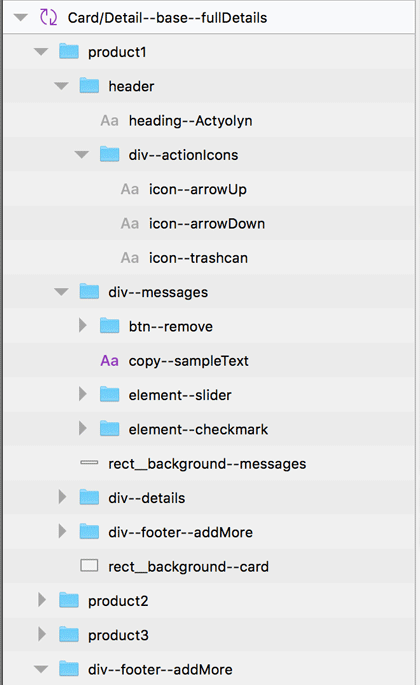 Card/Detail--base--fullDetails
product1
header
Aa heading--Actyolyn
div--actionIcons
Aa icon--arrowUp
Aa icon--arrowDown
Aa icon--trashcan
div--messages
btn--remove
Aa copy--sampleText
element--slider
element--checkmark
rect__background--messages
div--details
div--footer--addMore
rect__background--card
product2
product3
div--footer--addMore